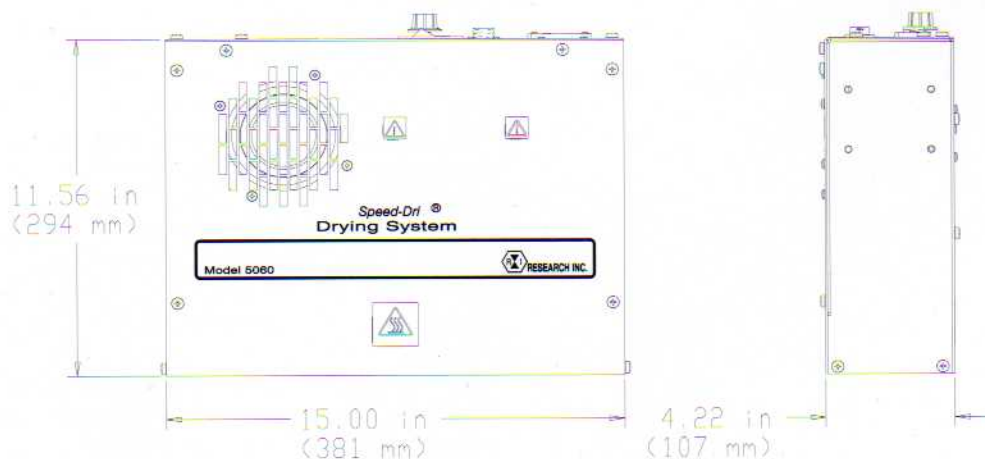 11.56 in
(294 mm)
Speed-Dri ®
Drying System
Model 5060
R I RESEARCH INC.
15.00 in
(381 mm)
4.22 in
(107 mm)